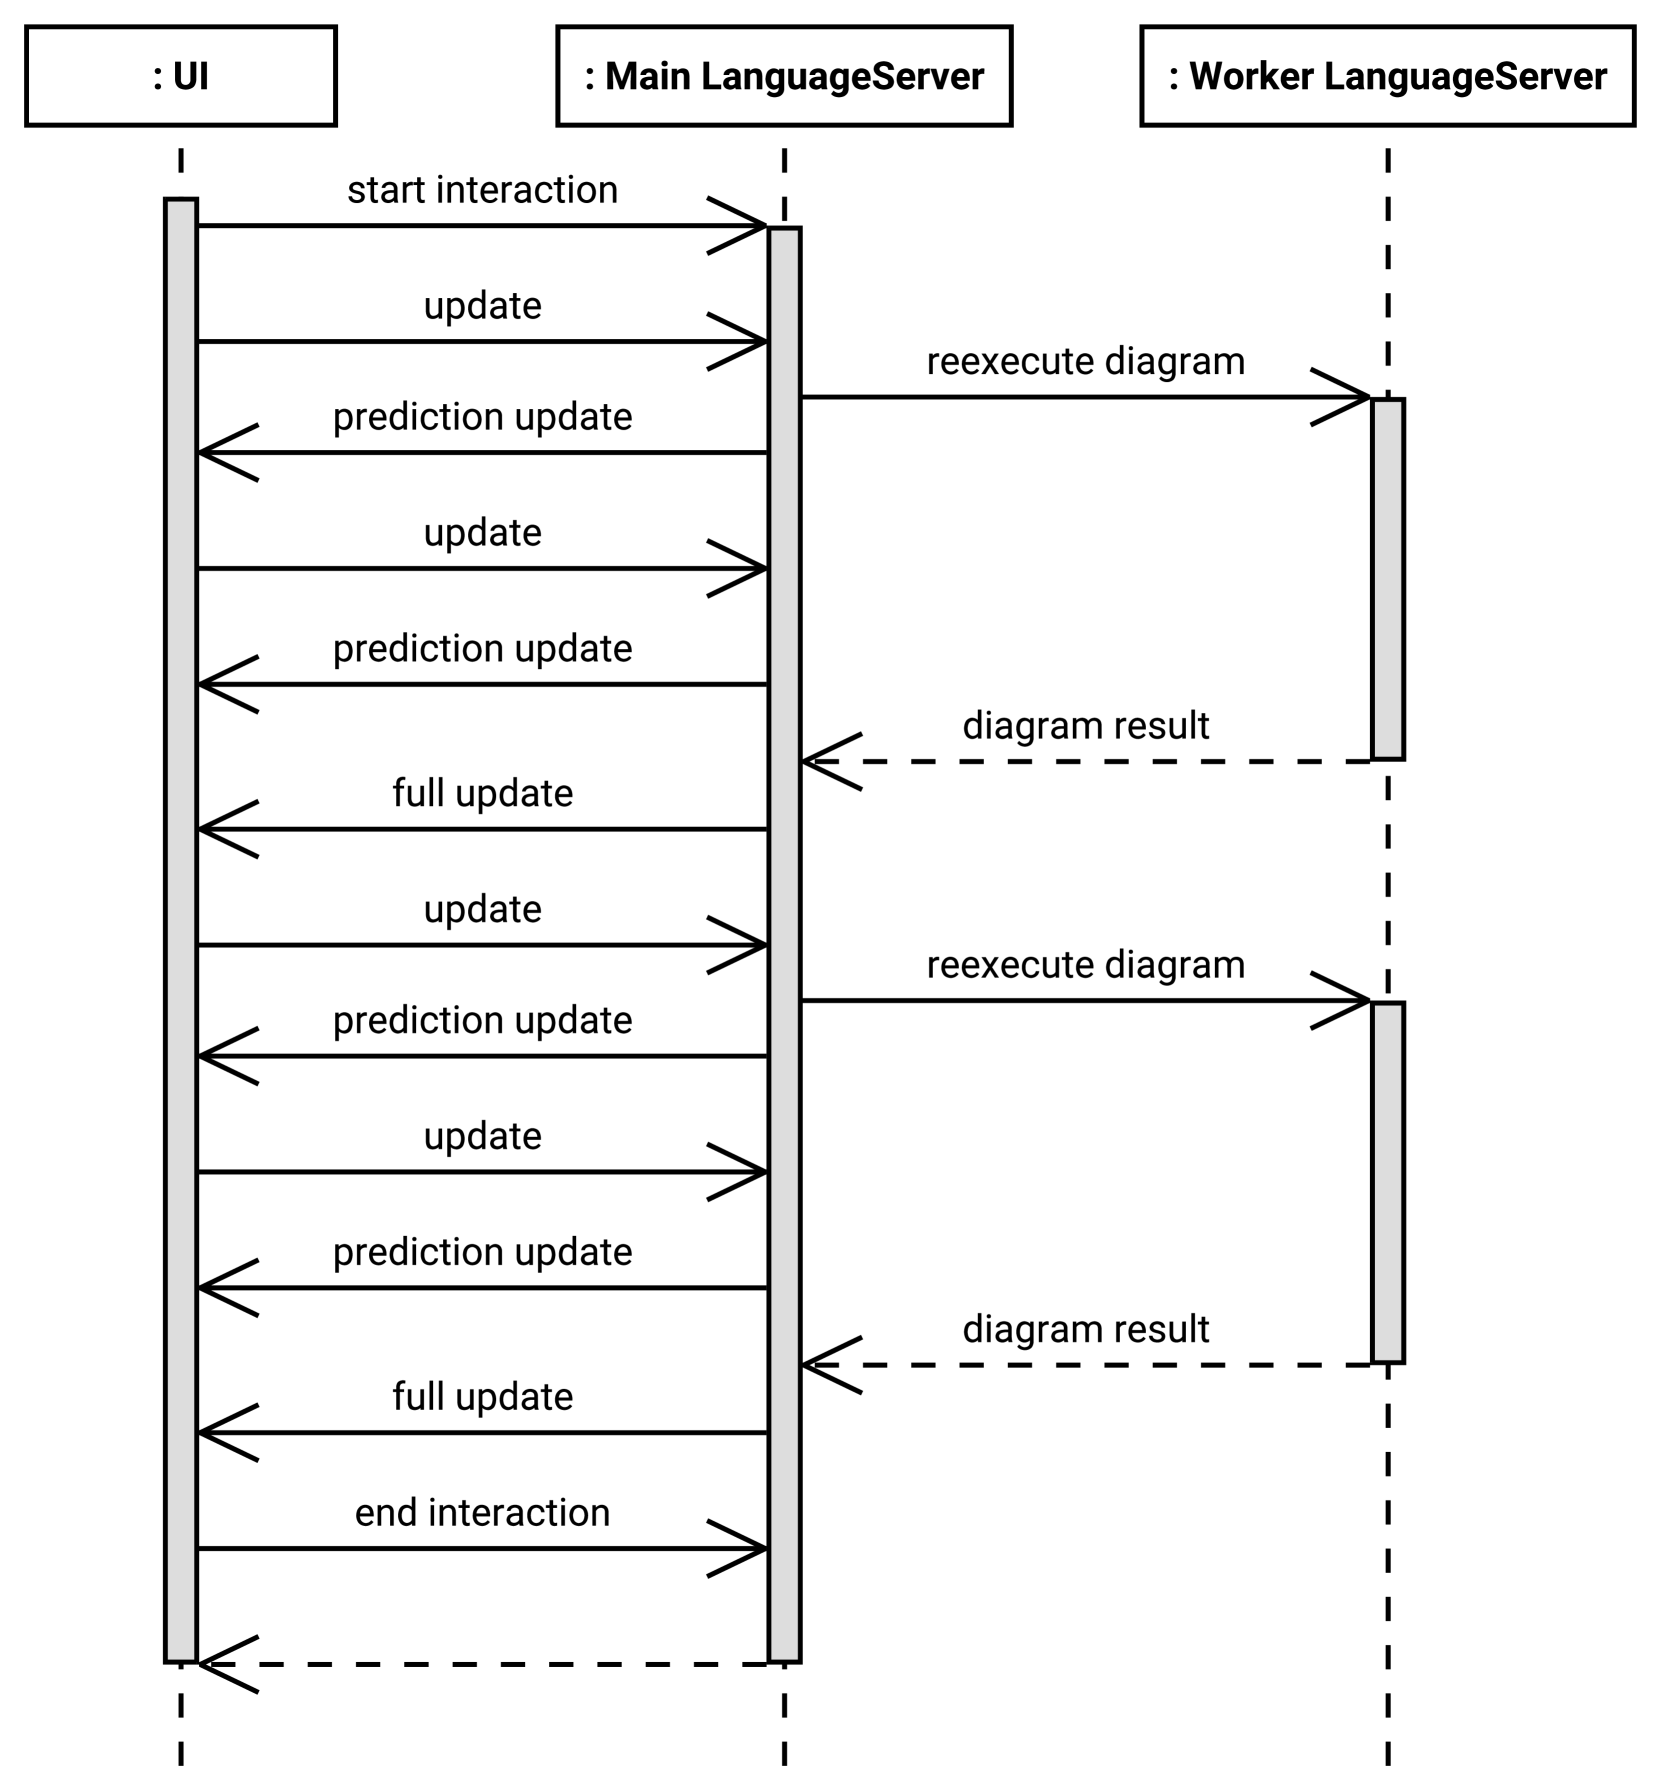 : UI
: Main LanguageServer
: Worker LanguageServer
start interaction
update
reexecute diagram
prediction update
update
prediction update
diagram result
full update
update
reexecute diagram
prediction update
update
prediction update
diagram result
full update
end interaction